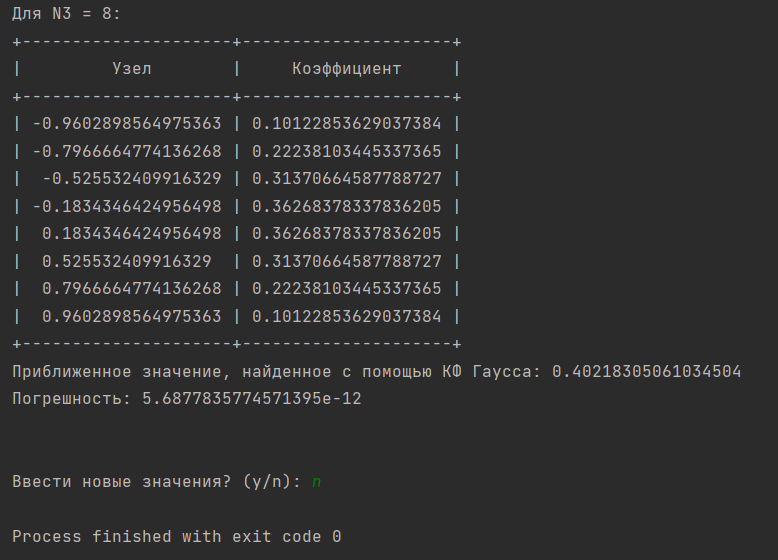 Для N3 = 8:
+---------------------+---------------------+
|         Узел        |     Коэффициент     |
+---------------------+---------------------+
| -0.9602898564975363 | 0.10122853629037384 |
| -0.7966664774136268 | 0.22238103445337365 |
|  -0.525532409916329 | 0.31370664587788727 |
| -0.1834346424956498 | 0.36268378337836205 |
|  0.1834346424956498 | 0.36268378337836205 |
|  0.525532409916329  | 0.31370664587788727 |
|  0.7966664774136268 | 0.22238103445337365 |
|  0.9602898564975363 | 0.10122853629037384 |
+---------------------+---------------------+
Приближенное значение, найденное с помощью КФ Гаусса: 0.40218305061034504
Погрешность: 5.6877835774571395e-12
Ввести новые значения? (y/n): n
Process finished with exit code 0